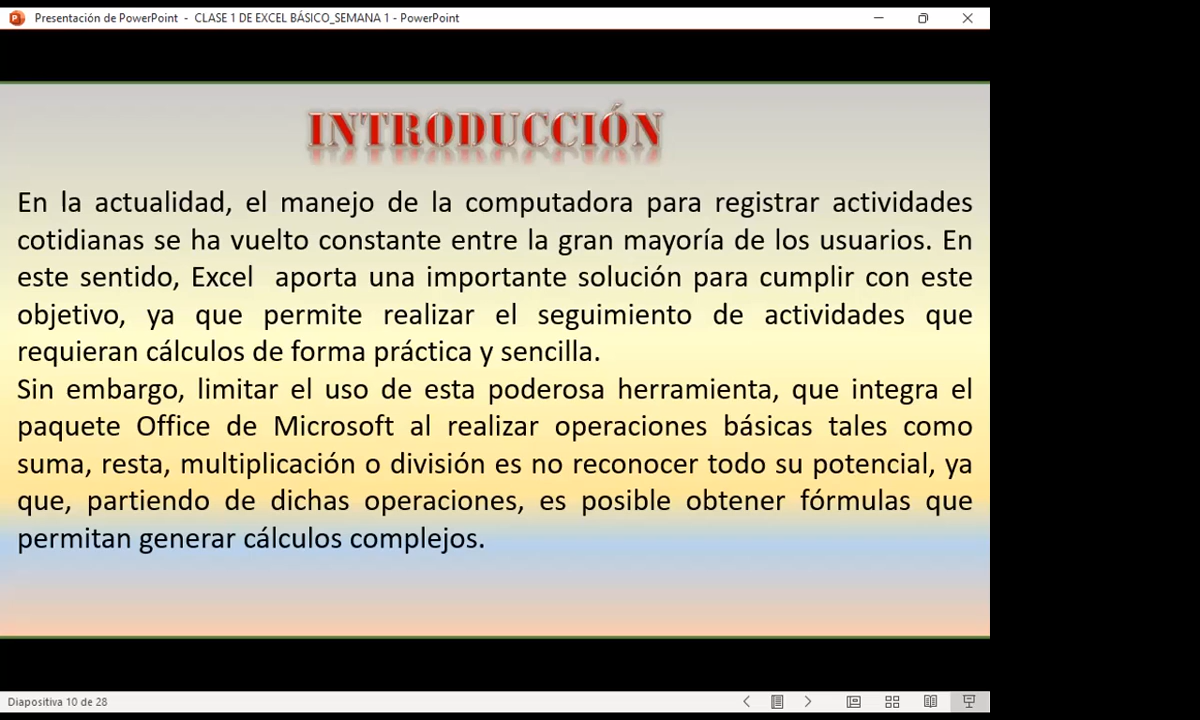 Presentación de PowerPoint - CLASE 1 DE EXCEL BÁSICO_SEMANA 1 - PowerPoint
INTRODUCCIÓN
En la actualidad, el manejo de la computadora para registrar actividades
cotidianas se ha vuelto constante entre la gran mayoría de los usuarios. En
este sentido, Excel aporta una importante solución para cumplir con este
objetivo, ya que permite realizar el seguimiento de actividades que
requieran cálculos de forma práctica y sencilla.
Sin embargo, limitar el uso de esta poderosa herramienta, que integra el
paquete Office de Microsoft al realizar operaciones básicas tales como
suma, resta, multiplicación o división es no reconocer todo su potencial, ya
que, partiendo de dichas operaciones, es posible obtener fórmulas que
permitan generar cálculos complejos.
Diapositiva 10 de 28